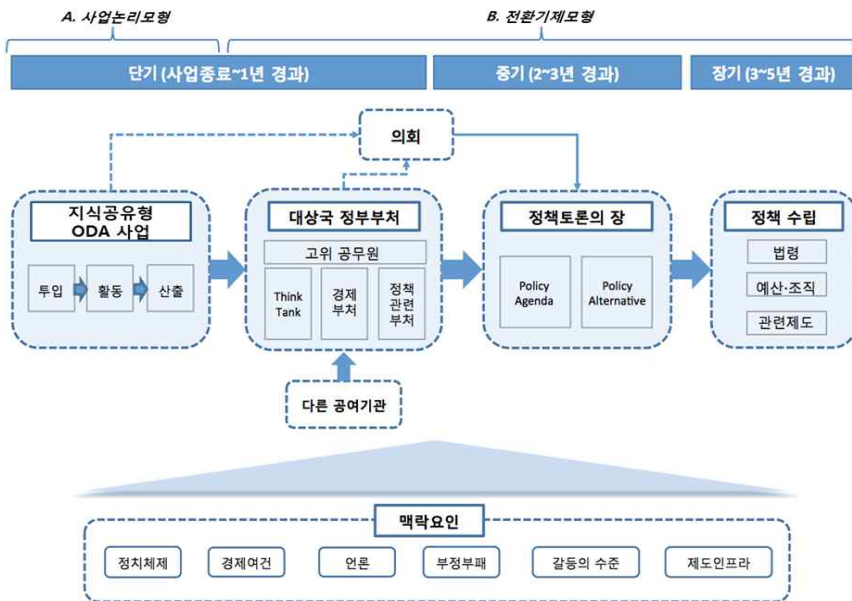 A. 사업논리모형
B. 전환기제모형
단기 (사업종료~1년 경과)
중기 (2~3년 경과)
장기 (3~5년 경과)
의회
지식공유형
ODA 사업
투입
활동
산출
대상국 정부부처
고위 공무원
Think
Tank
경제
부처
정책
관련
부처
정책토론의 장
Policy
Agenda
Policy
Alternative
정책 수립
법령
예산·조직
관련제도
다른 공여기관
맥락요인
정치체제
경제여건
언론
부정부패
갈등의 수준
제도인프라